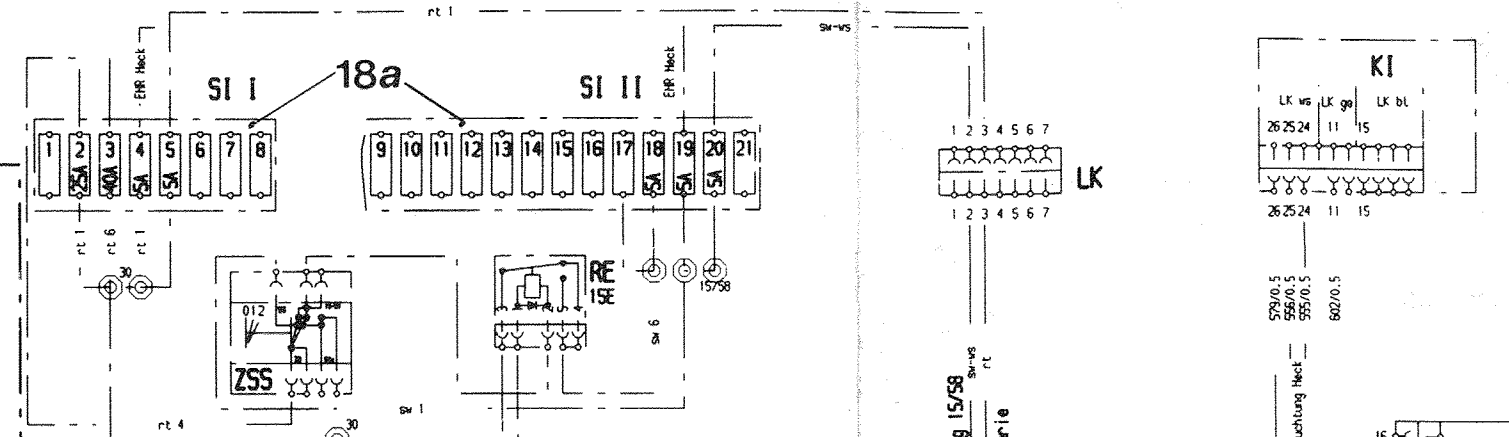 rt 1
sw-ws
EHR Heck
SI I
18a
SI II
EHR Heck
KI
LK ws LK ge LK bl
26 25 24 11 15
1 2 3 4 5 6 7
1 2 3 4 5 6 7 8
25A 40A 5A 5A
9 10 11 12 13 14 15 16 17 18 19 20 21
5A 5A 5A
LK
1 2 3 4 5 6 7
26 25 24 11 15
rt 1
rt 6
rt 1
30
RE
15E
15/58
012
ZSS
sw 6
sw 1
rt 4
30
sw-ws
rt
15/58
579/0.5
556/0.5
555/0.5
602/0.5
uchtung Heck
rie
15